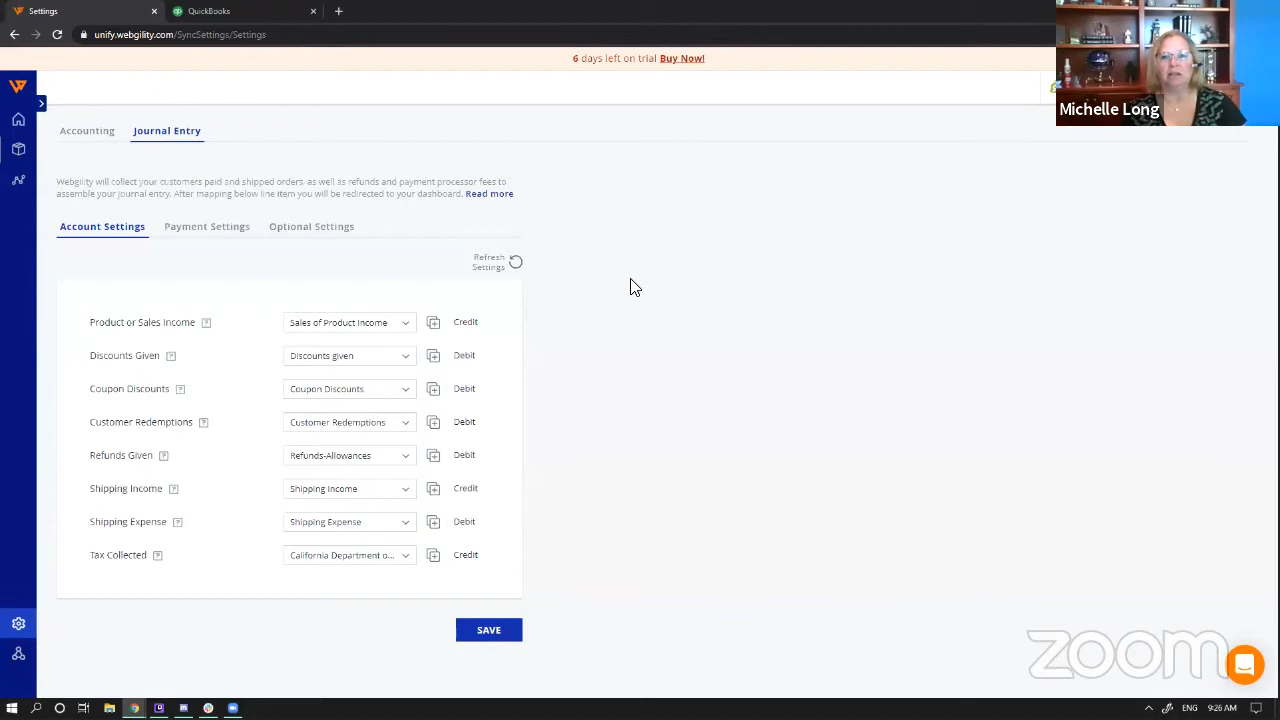 Settings
QuickBooks
unify.webgility.com/SyncSettings/Settings
6 days left on trial Buy Now!
Michelle Long
Accounting
Journal Entry
Webgility will collect your customers paid and shipped orders, as well as refunds and payment processor fees to
assemble your journal entry. After mapping below line item you will be redirected to your dashboard. Read more
Account Settings
Payment Settings
Optional Settings
Refresh
Settings
Product or Sales Income ? Sales of Product Income Credit
Discounts Given ? Discounts given Debit
Coupon Discounts ? Coupon Discounts Debit
Customer Redemptions ? Customer Redemptions Debit
Refunds Given ? Refunds-Allowances Debit
Shipping Income ? Shipping Income Credit
Shipping Expense ? Shipping Expense Debit
Tax Collected ? California Department o... Credit
SAVE
zoom
ENG 9:26 AM